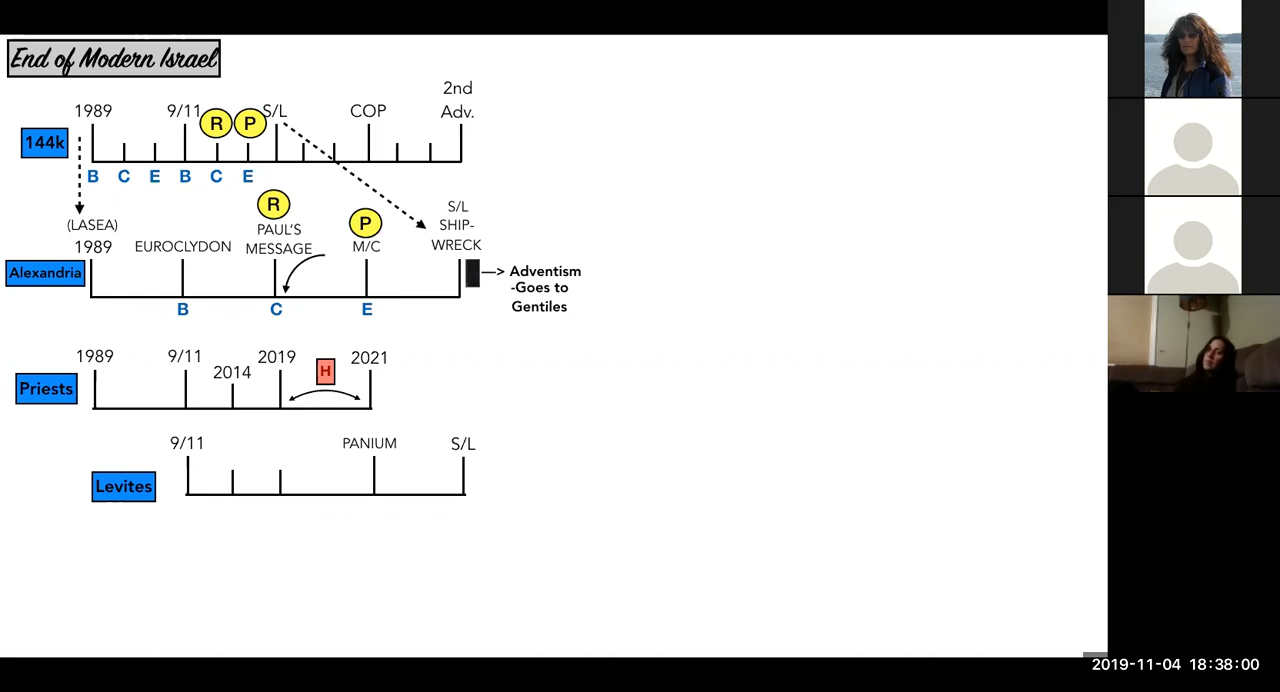 End of Modern Israel
2nd
1989 9/11 S/L COP Adv.
R P
144k
B C E B C E
R
S/L
(LASEA) PAUL'S P SHIP-
1989 EUROCLYDON MESSAGE M/C WRECK
Alexandria
—> Adventism
-Goes to
Gentiles
B C E
1989 9/11 2019 2021
2014 H
Priests
9/11 PANIUM S/L
Levites
2019-11-04 18:38:00